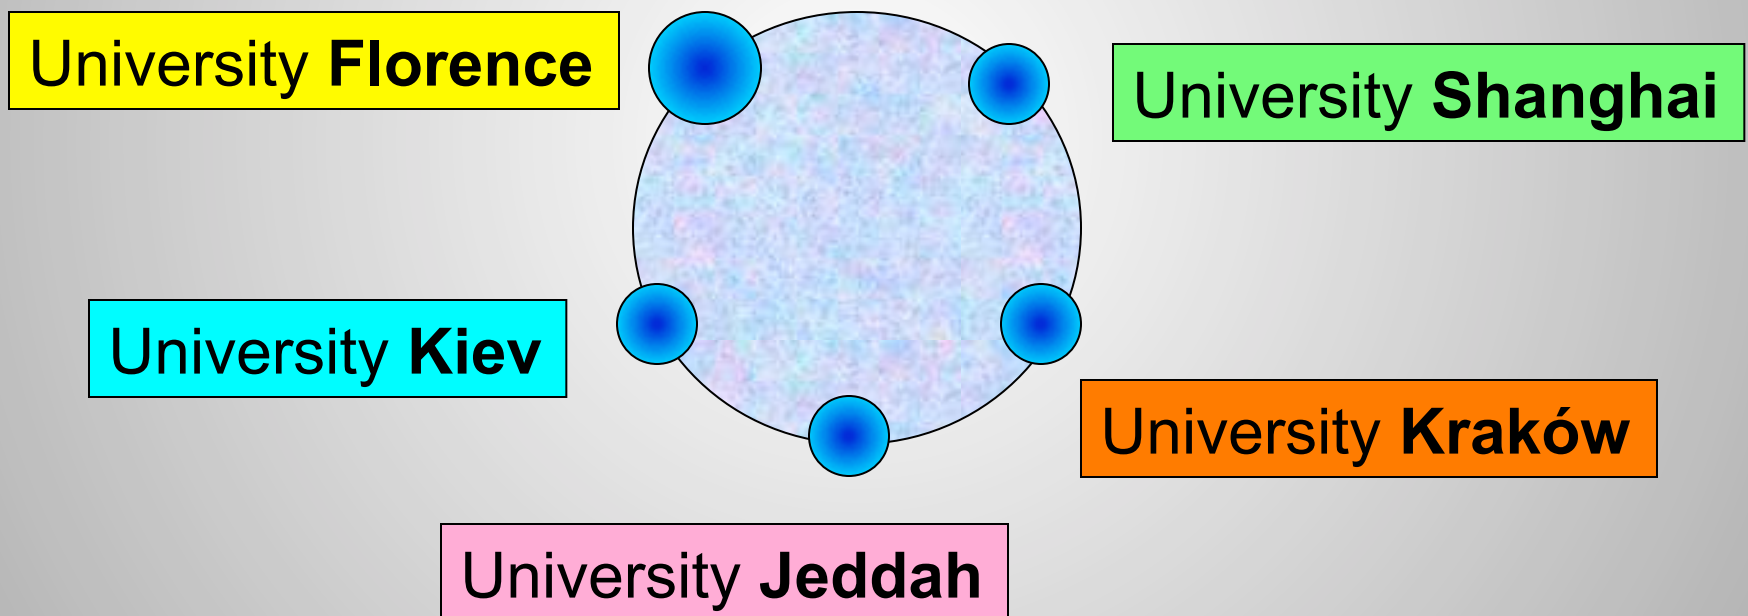 University Florence
University Shanghai
University Kiev
University Kraków
University Jeddah